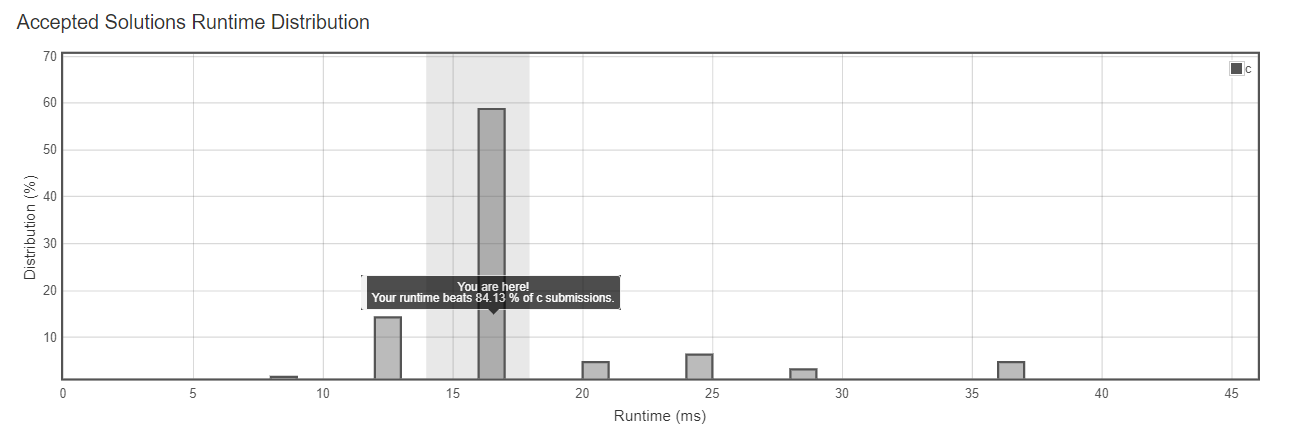 Accepted Solutions Runtime Distribution
70
c
60
50
40
30
20
10
Distribution (%)
You are here!
Your runtime beats 84.13 % of c submissions.
0 5 10 15 20 25 30 35 40 45
Runtime (ms)